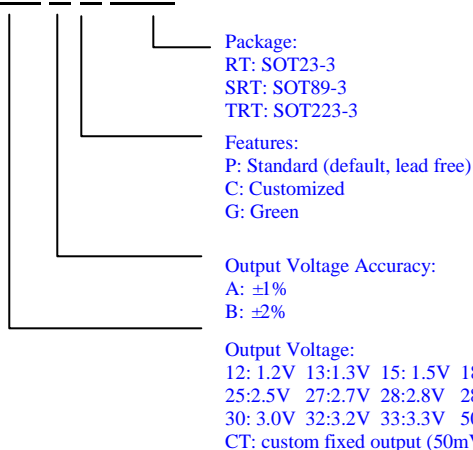 Package:
RT: SOT23-3
SRT: SOT89-3
TRT: SOT223-3
Features:
P: Standard (default, lead free)
C: Customized
G: Green
Output Voltage Accuracy:
A: ±1%
B: ±2%
Output Voltage:
12: 1.2V 13:1.3V 15: 1.5V
25:2.5V 27:2.7V 28:2.8V
30: 3.0V 32:3.2V 33:3.3V
CT: custom fixed output